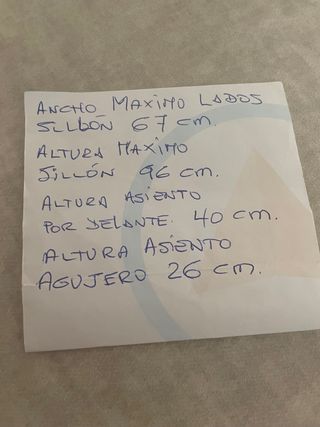 ANCHO MAXIMO LADOS
SILLÓN 67 cm.
ALTURA MAXIMO
SILLÓN 96 cm.
ALTURA ASIENTO
POR DELANTE. 40 cm.
ALTURA ASIENTO
AGUJERO 26 cm.